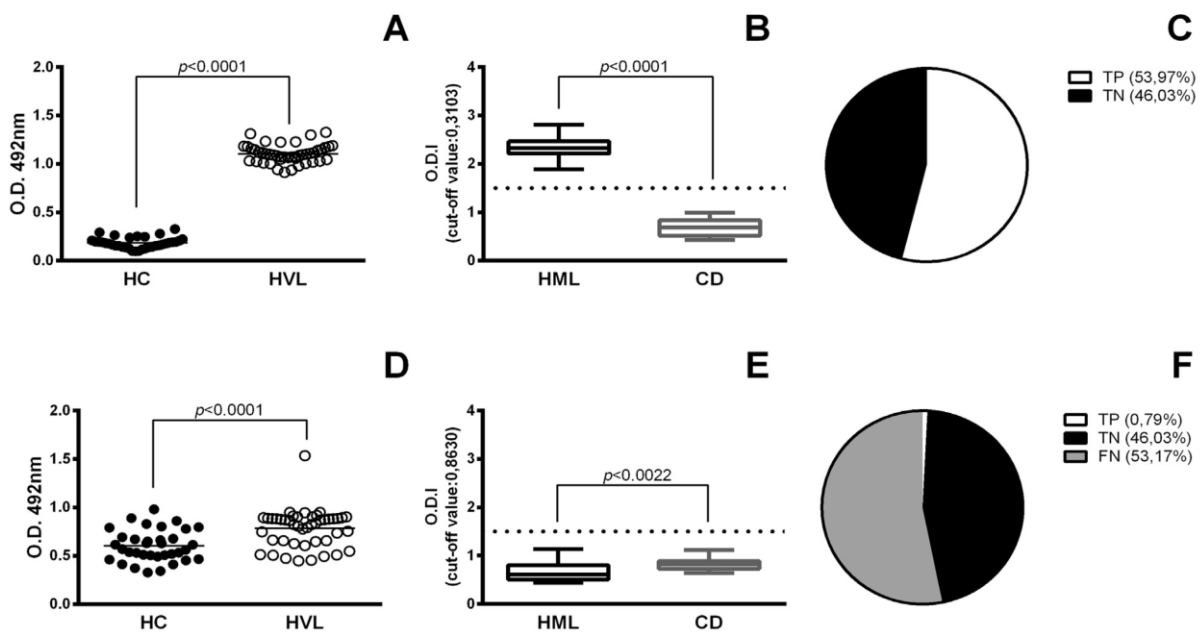 A
p<0.0001
2.0
1.5
1.0
0.5
0.0
O.D. 492nm
HC
HVL
B
p<0.0001
4
3
2
1
0
O.D.I
(cut-off value:0,3103)
HML
CD
C
TP (53,97%)
TN (46,03%)
D
p<0.0001
2.0
1.5
1.0
0.5
0.0
O.D. 492nm
HC
HVL
E
p<0.0022
4
3
2
1
0
O.D.I
(cut-off value:0,8630)
HML
CD
F
TP (0,79%)
TN (46,03%)
FN (53,17%)